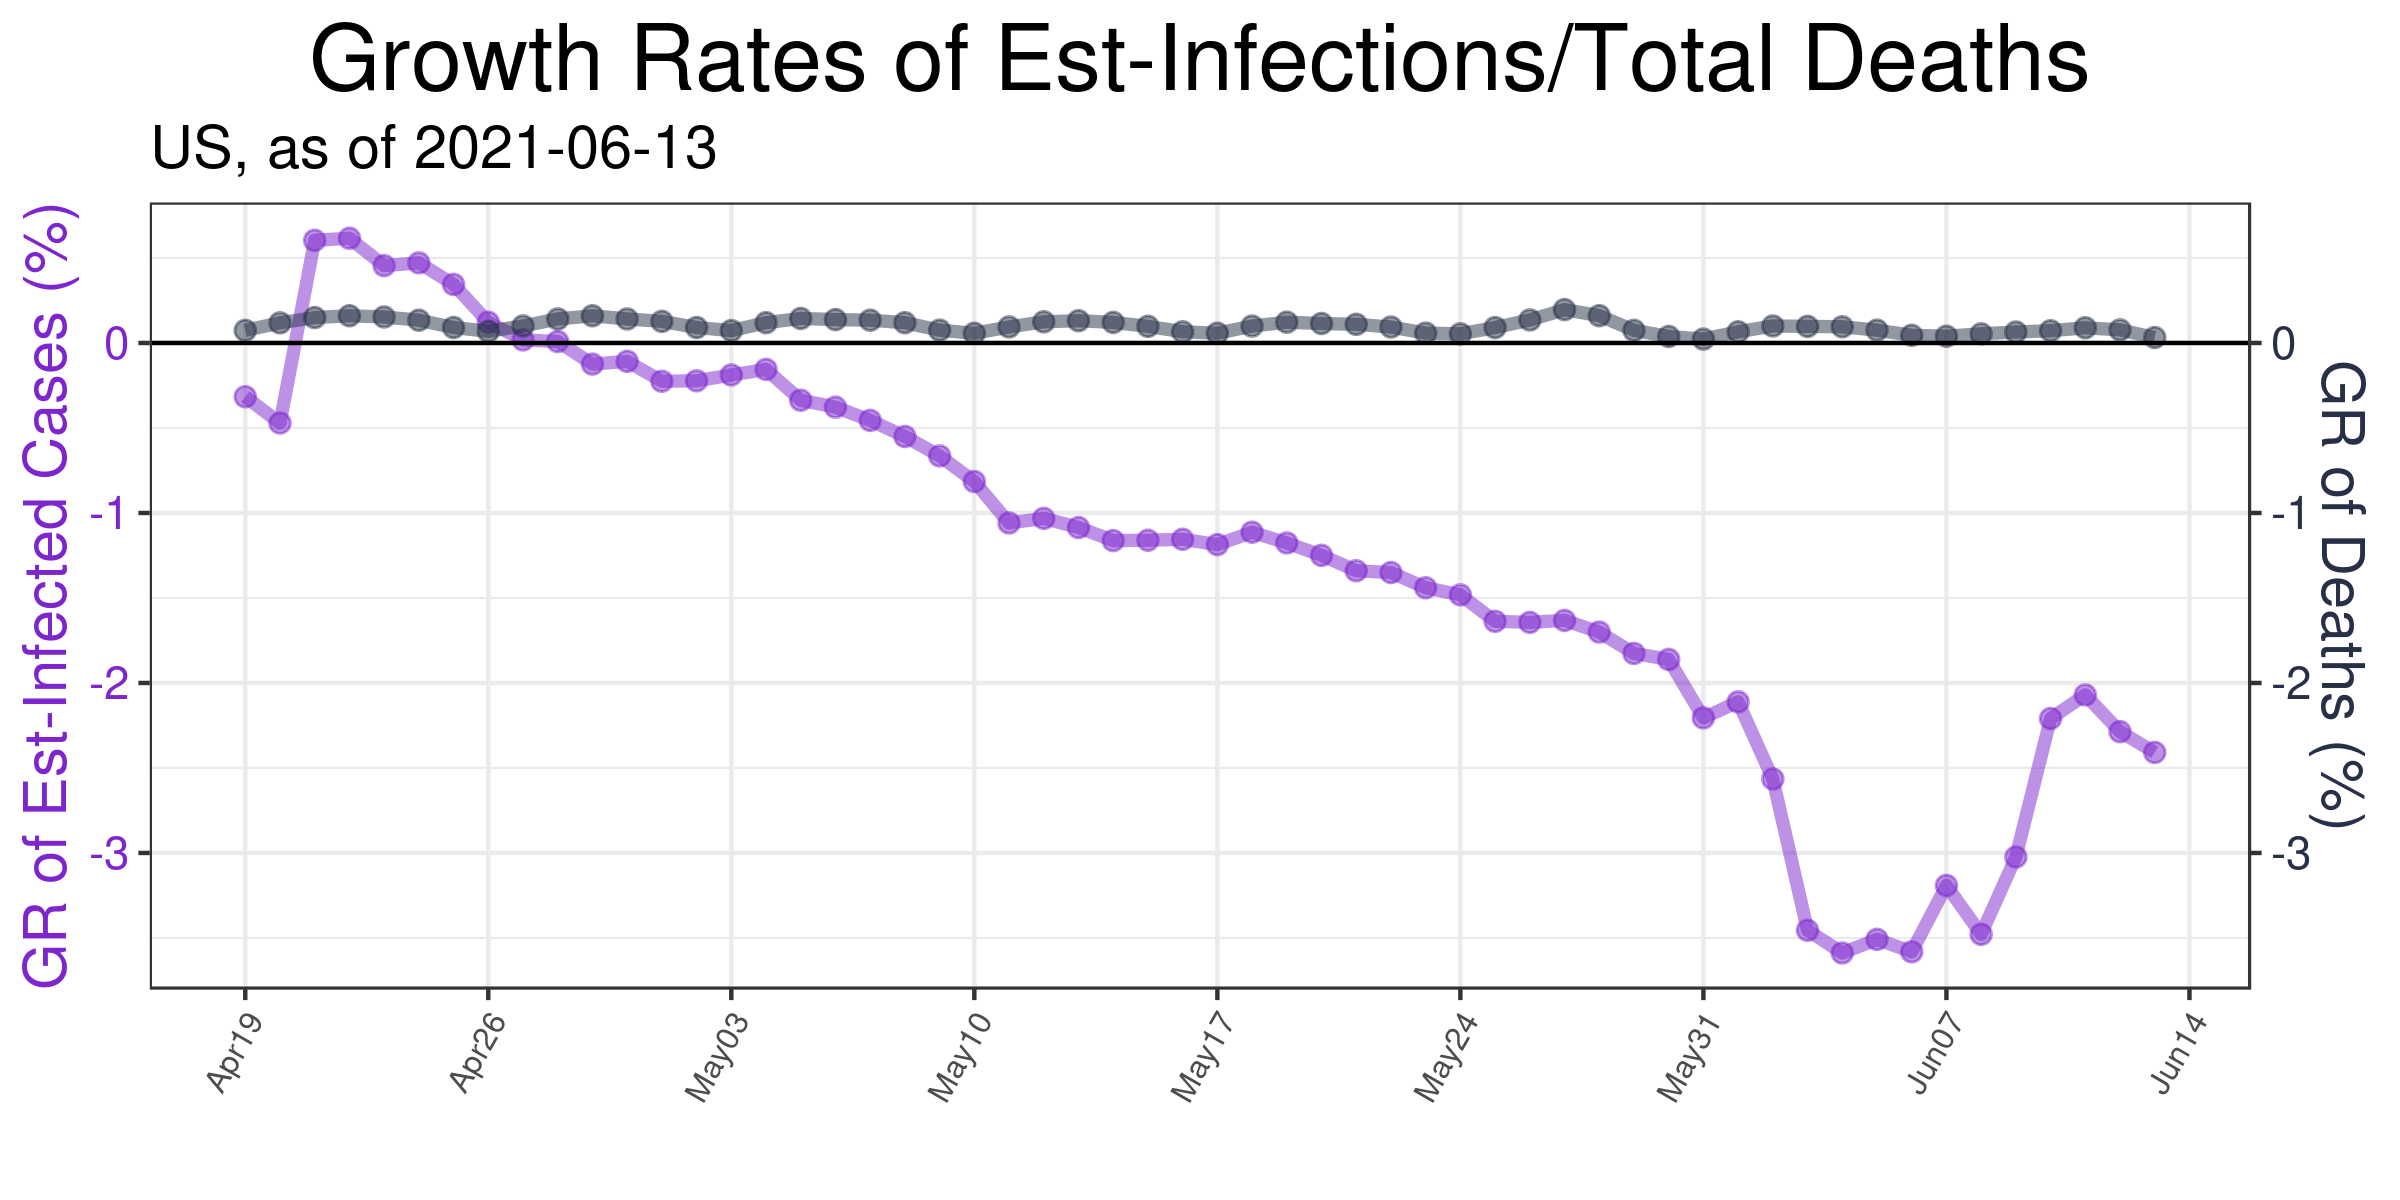 Growth Rates of Est-Infections/Total Deaths
US, as of 2021-06-13
GR of Est-Infected Cases (%)
0
-1
-2
-3
0
-1
-2
-3
GR of Deaths (%)
Apr19
Apr26
May03
May10
May17
May24
May31
Jun07
Jun14